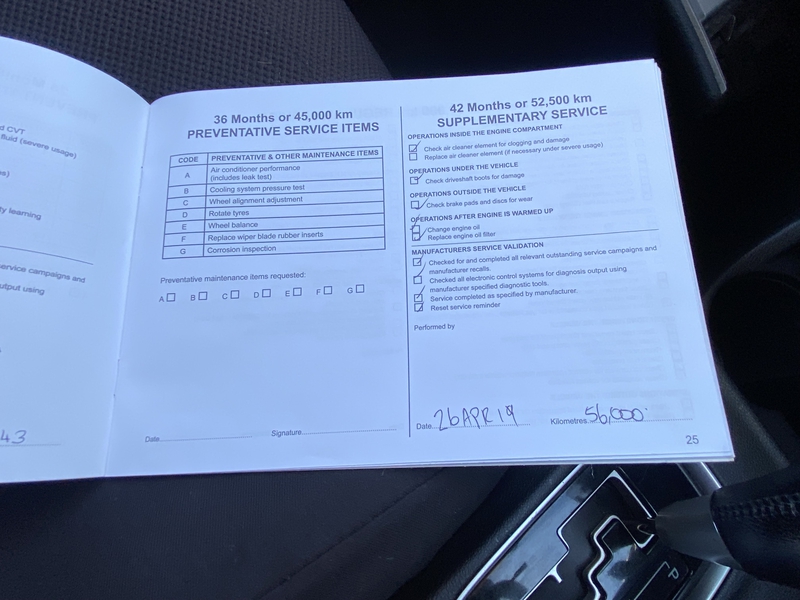 d CVT
fluid (severe usage)
s)
y learning
ervice campaigns and
utput using
43
36 Months or 45,000 km
PREVENTATIVE SERVICE ITEMS
CODE PREVENTATIVE & OTHER MAINTENANCE ITEMS
A Air conditioner performance
(includes leak test)
B Cooling system pressure test
C Wheel alignment adjustment
D Rotate tyres
E Wheel balance
F Replace wiper blade rubber inserts
G Corrosion inspection
Preventative maintenance items requested:
A B C D E F G
Date Signature
42 Months or 52,500 km
SUPPLEMENTARY SERVICE
OPERATIONS INSIDE THE ENGINE COMPARTMENT
Check air cleaner element for clogging and damage
Replace air cleaner element (if necessary under severe usage)
OPERATIONS UNDER THE VEHICLE
Check driveshaft boots for damage
OPERATIONS OUTSIDE THE VEHICLE
Check brake pads and discs for wear
OPERATIONS AFTER ENGINE IS WARMED UP
Change engine oil
Replace engine oil filter
MANUFACTURERS SERVICE VALIDATION
Checked for and completed all relevant outstanding service campaigns and
manufacturer recalls.
Checked all electronic control systems for diagnosis output using
manufacturer specified diagnostic tools.
Service completed as specified by manufacturer.
Reset service reminder
Performed by
Date 26 APR 19 Kilometres 56,000
25
P